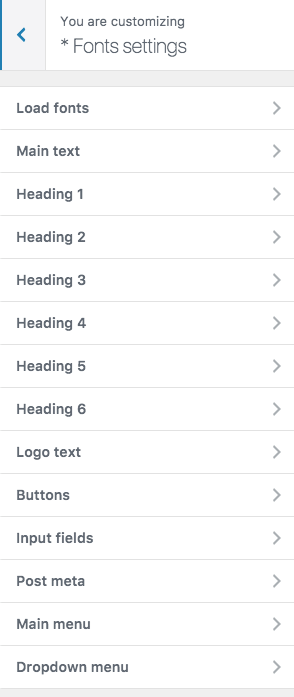 You are customizing
* Fonts settings
Load fonts
Main text
Heading 1
Heading 2
Heading 3
Heading 4
Heading 5
Heading 6
Logo text
Buttons
Input fields
Post meta
Main menu
Dropdown menu